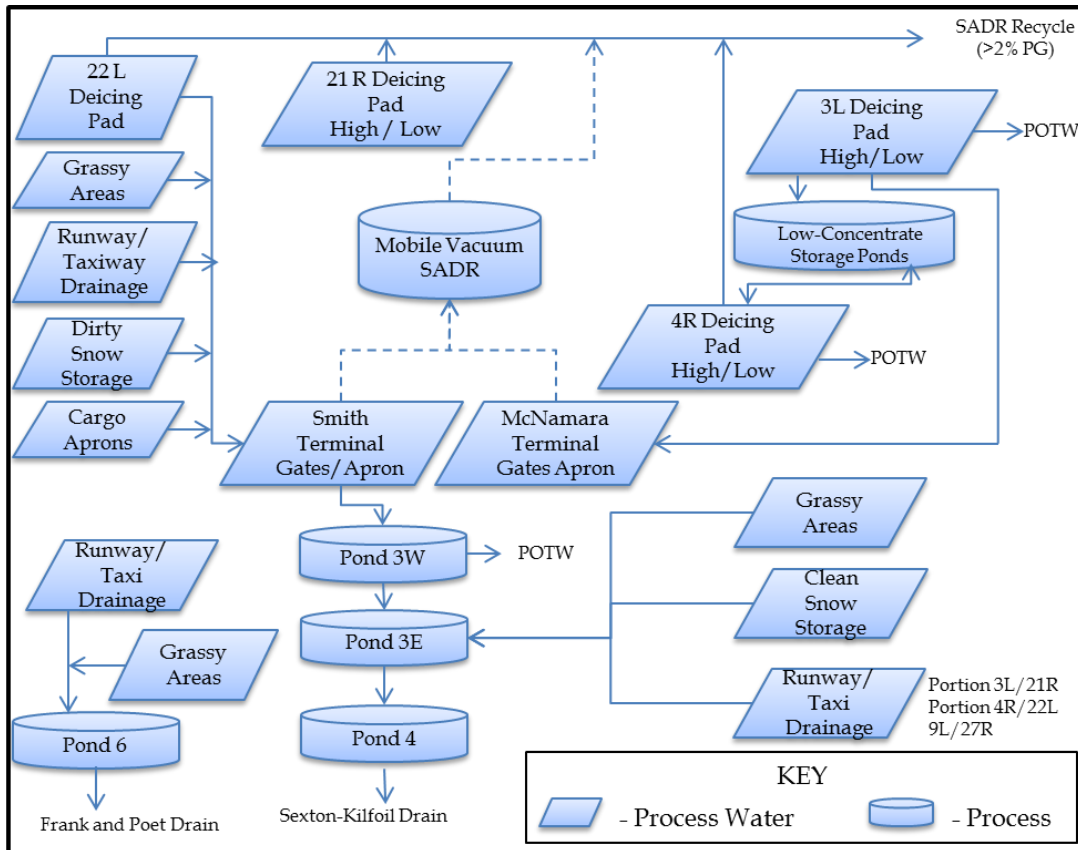 SADR Recycle
(>2% PG)
22 L
Deicing
Pad
21 R Deicing
Pad
High / Low
3L Deicing
Pad
High/Low
POTW
Grassy
Areas
Runway/
Taxiway
Drainage
Mobile Vacuum
SADR
Low-Concentrate
Storage Ponds
Dirty
Snow
Storage
4R Deicing
Pad
High/Low
POTW
Cargo
Aprons
Smith
Terminal
Gates/Apron
McNamara
Terminal
Gates Apron
Grassy
Areas
Pond 3W
POTW
Runway/
Taxi
Drainage
Clean
Snow
Storage
Pond 3E
Grassy
Areas
Runway/
Taxi
Drainage
Portion 3L/21R
Portion 4R/22L
9L/27R
Pond 6
Pond 4
Frank and Poet Drain
Sexton-Kilfoil Drain
KEY
- Process Water
- Process